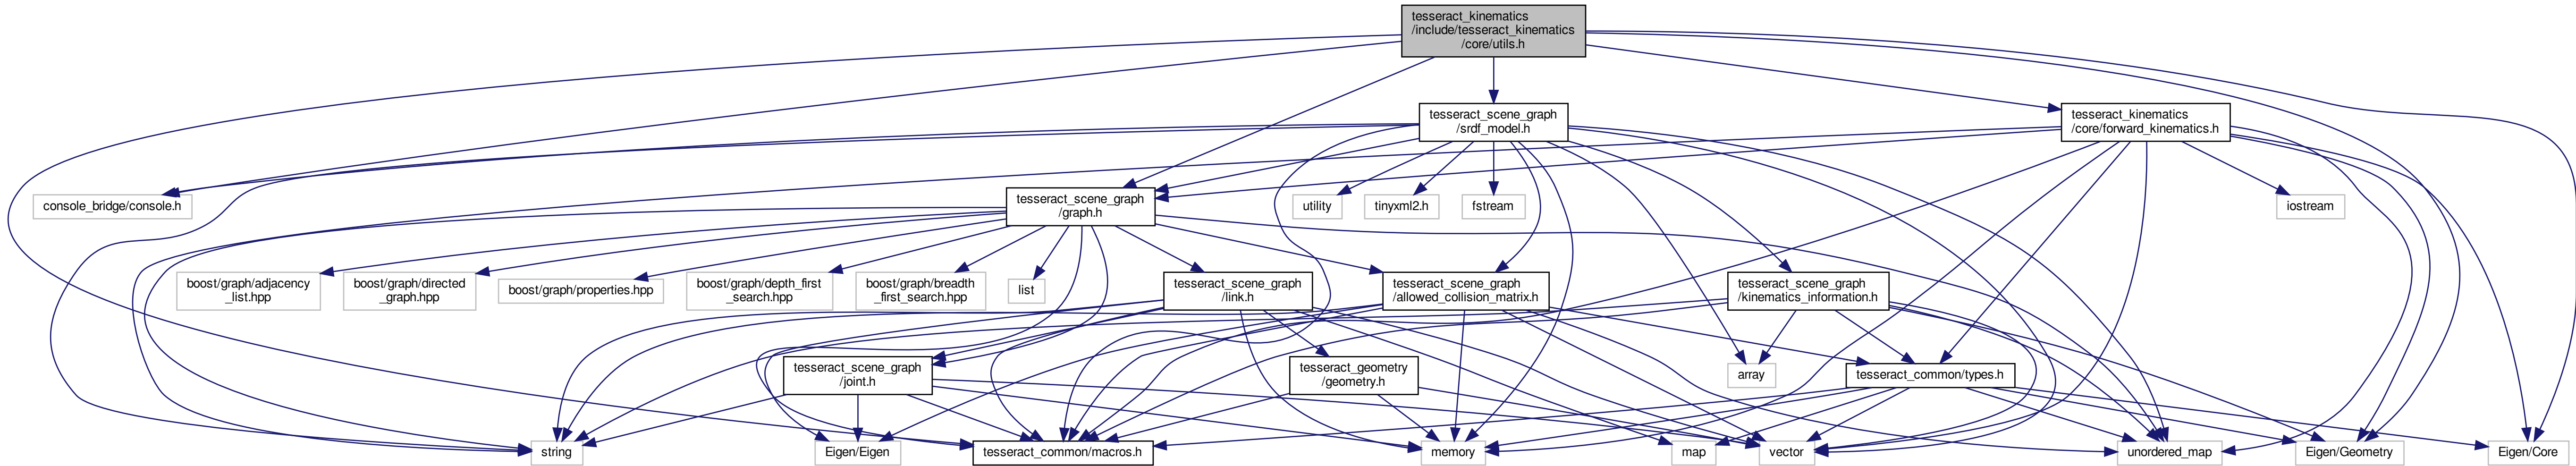 tesseract_kinematics
/include/tesseract_kinematics
/core/utils.h
tesseract_scene_graph
/srdf_model.h
tesseract_kinematics
/core/forward_kinematics.h
console_bridge/console.h
tesseract_scene_graph
/graph.h
utility
tinyxml2.h
fstream
iostream
boost/graph/adjacency
_list.hpp
boost/graph/directed
_graph.hpp
boost/graph/properties.hpp
boost/graph/depth_first
_search.hpp
boost/graph/breadth
_first_search.hpp
list
tesseract_scene_graph
/link.h
tesseract_scene_graph
/allowed_collision_matrix.h
tesseract_scene_graph
/kinematics_information.h
tesseract_scene_graph
/joint.h
tesseract_geometry
/geometry.h
array
tesseract_common/types.h
string
Eigen/Eigen
tesseract_common/macros.h
memory
map
vector
unordered_map
Eigen/Geometry
Eigen/Core